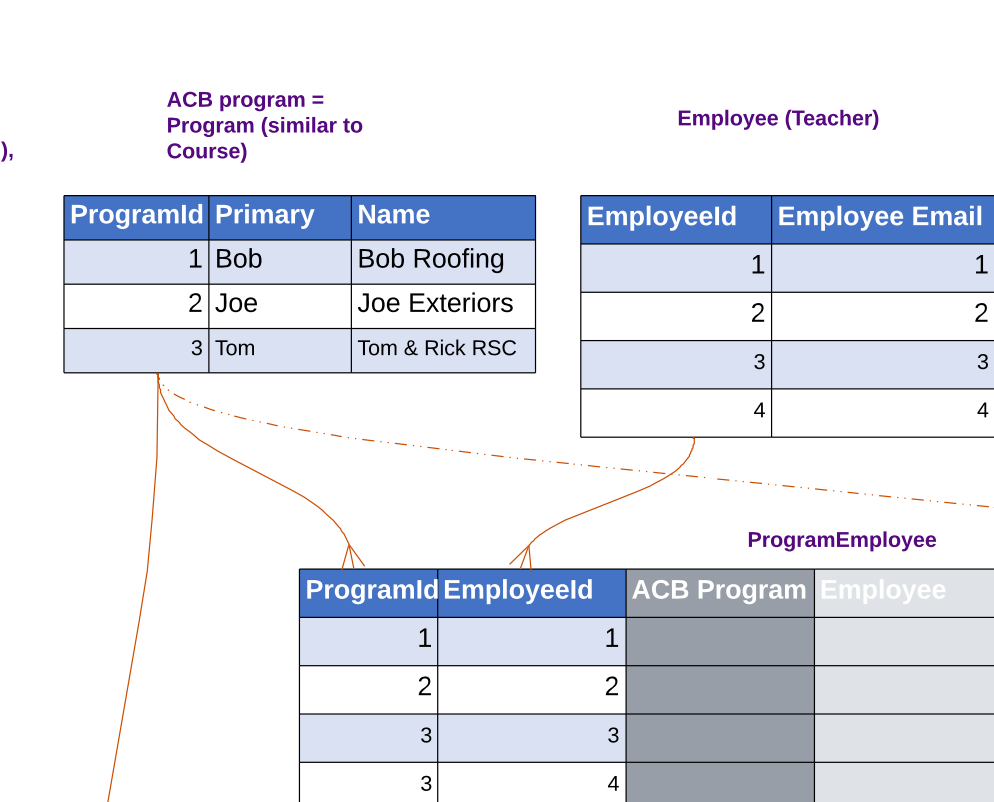 ACB program =
Program (similar to
Course)
Employee (Teacher)
),
ProgramId Primary Name
1 Bob Bob Roofing
2 Joe Joe Exteriors
3 Tom Tom & Rick RSC
EmployeeId Employee Email
1 1
2 2
3 3
4 4
ProgramEmployee
ProgramId EmployeeId ACB Program Employee
1 1
2 2
3 3
3 4